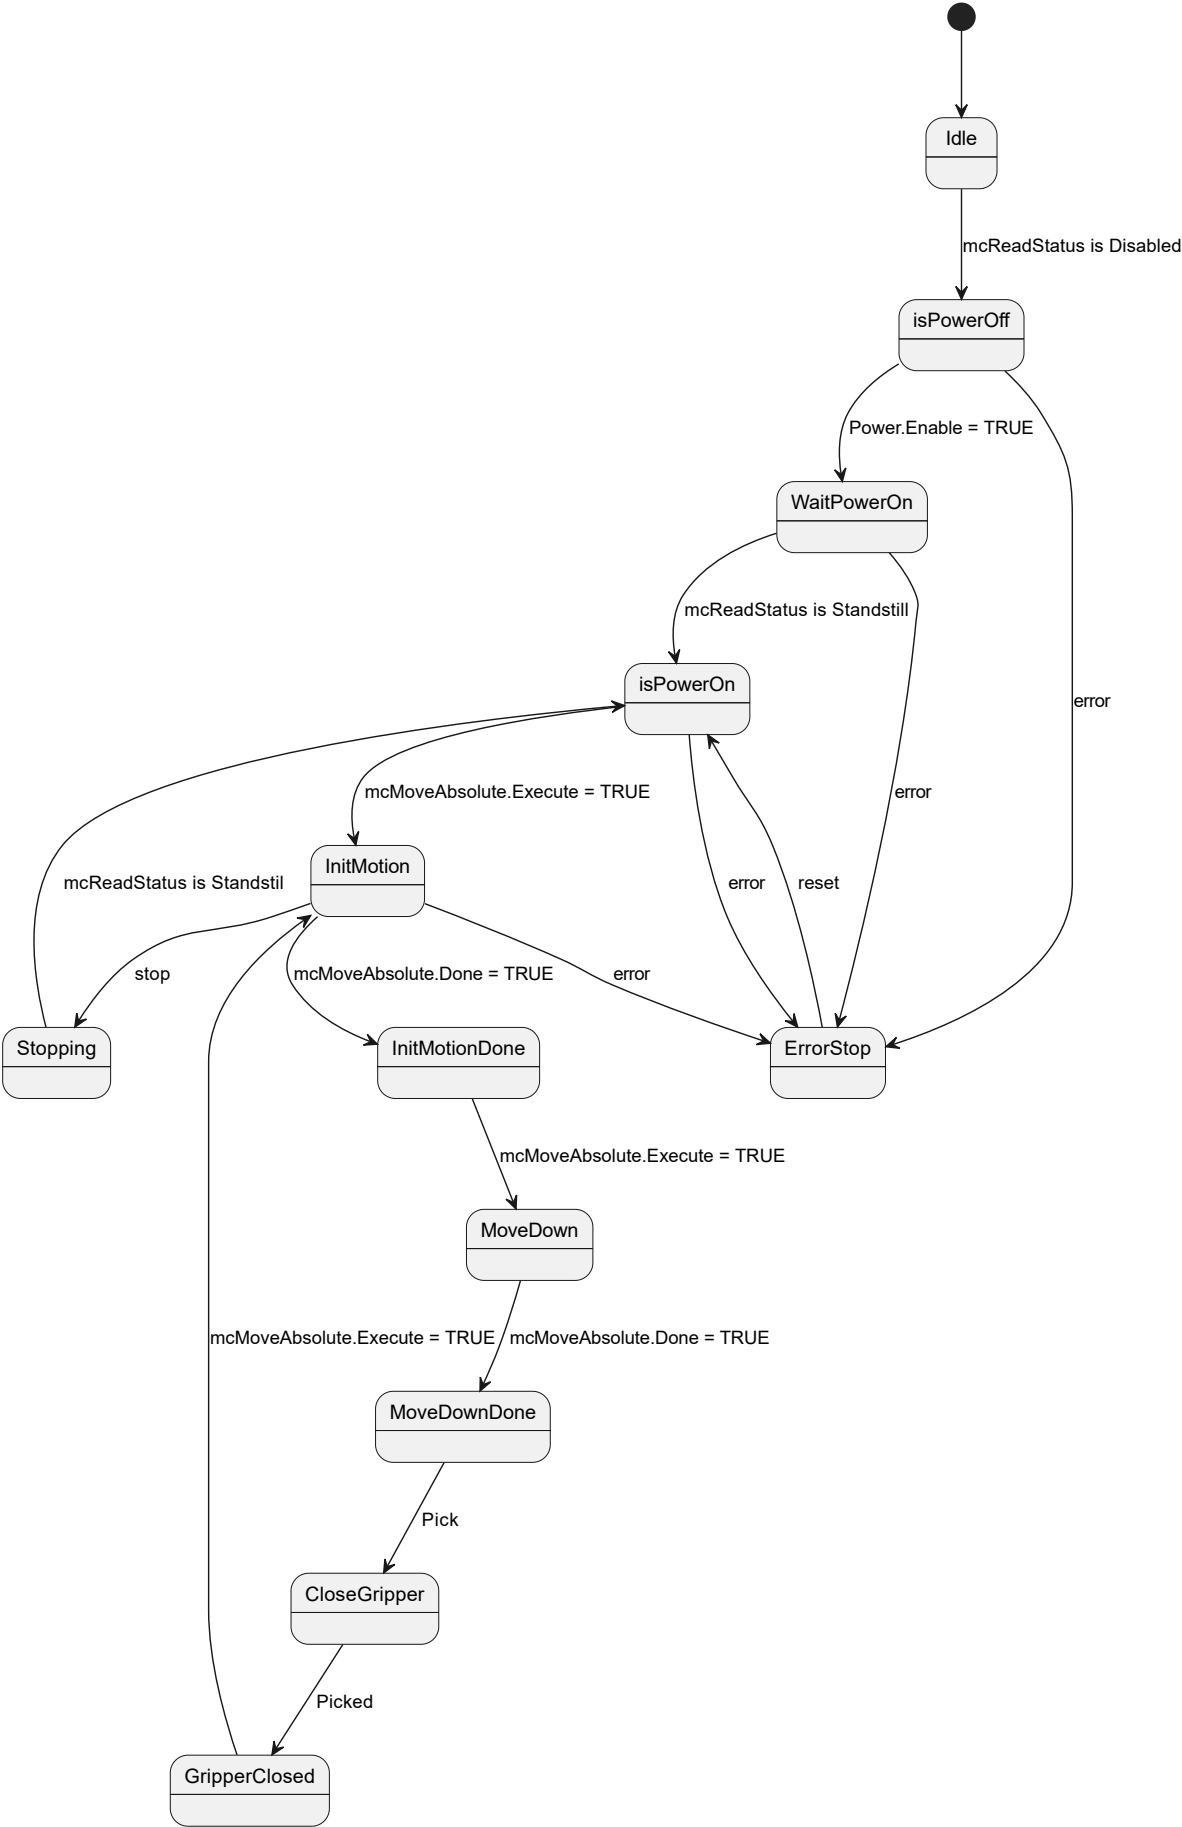 Idle
mcReadStatus is Disabled
isPowerOff
Power.Enable = TRUE
WaitPowerOn
mcReadStatus is Standstill
isPowerOn
error
mcMoveAbsolute.Execute = TRUE
error
InitMotion
mcReadStatus is Standstil
error
reset
stop
mcMoveAbsolute.Done = TRUE
error
Stopping
InitMotionDone
ErrorStop
mcMoveAbsolute.Execute = TRUE
MoveDown
mcMoveAbsolute.Execute = TRUE
mcMoveAbsolute.Done = TRUE
MoveDownDone
Pick
CloseGripper
Picked
GripperClosed